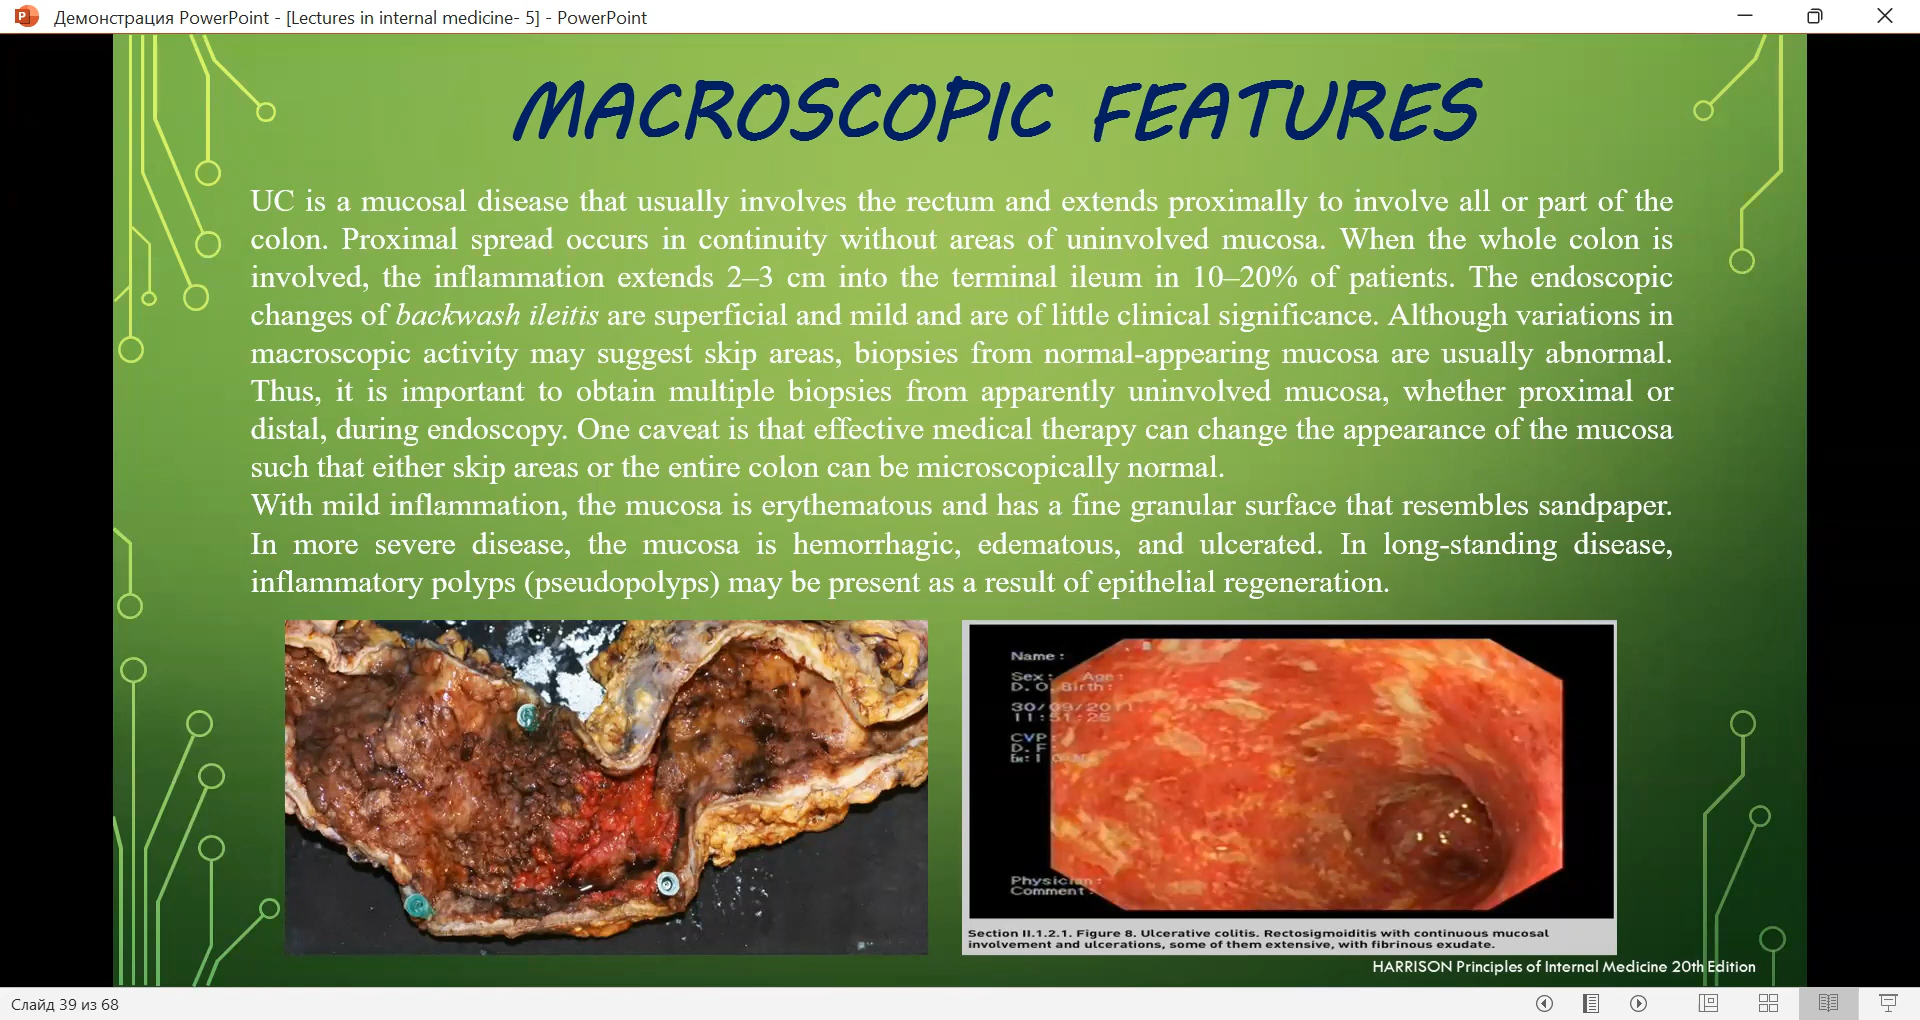 Демонстрация PowerPoint - [Lectures in internal medicine- 5] - PowerPoint
MACROSCOPIC FEATURES
UC is a mucosal disease that usually involves the rectum and extends proximally to involve all or part of the
colon. Proximal spread occurs in continuity without areas of uninvolved mucosa. When the whole colon is
involved, the inflammation extends 2–3 cm into the terminal ileum in 10–20% of patients. The endoscopic
changes of backwash ileitis are superficial and mild and are of little clinical significance. Although variations in
macroscopic activity may suggest skip areas, biopsies from normal-appearing mucosa are usually abnormal.
Thus, it is important to obtain multiple biopsies from apparently uninvolved mucosa, whether proximal or
distal, during endoscopy. One caveat is that effective medical therapy can change the appearance of the mucosa
such that either skip areas or the entire colon can be microscopically normal.
With mild inflammation, the mucosa is erythematous and has a fine granular surface that resembles sandpaper.
In more severe disease, the mucosa is hemorrhagic, edematous, and ulcerated. In long-standing disease,
inflammatory polyps (pseudopolyps) may be present as a result of epithelial regeneration.
Name :
Sex : Age :
D. O. Birth :
30/09/2011
11:51:25
CVP
D. F
Physician :
Comment :
Section II.1.2.1. Figure 8. Ulcerative colitis. Rectosigmoiditis with continuous mucosal
involvement and ulcerations, some of them extensive, with fibrinous exudate.
HARRISON Principles of Internal Medicine 20th Edition
Слайд 39 из 68